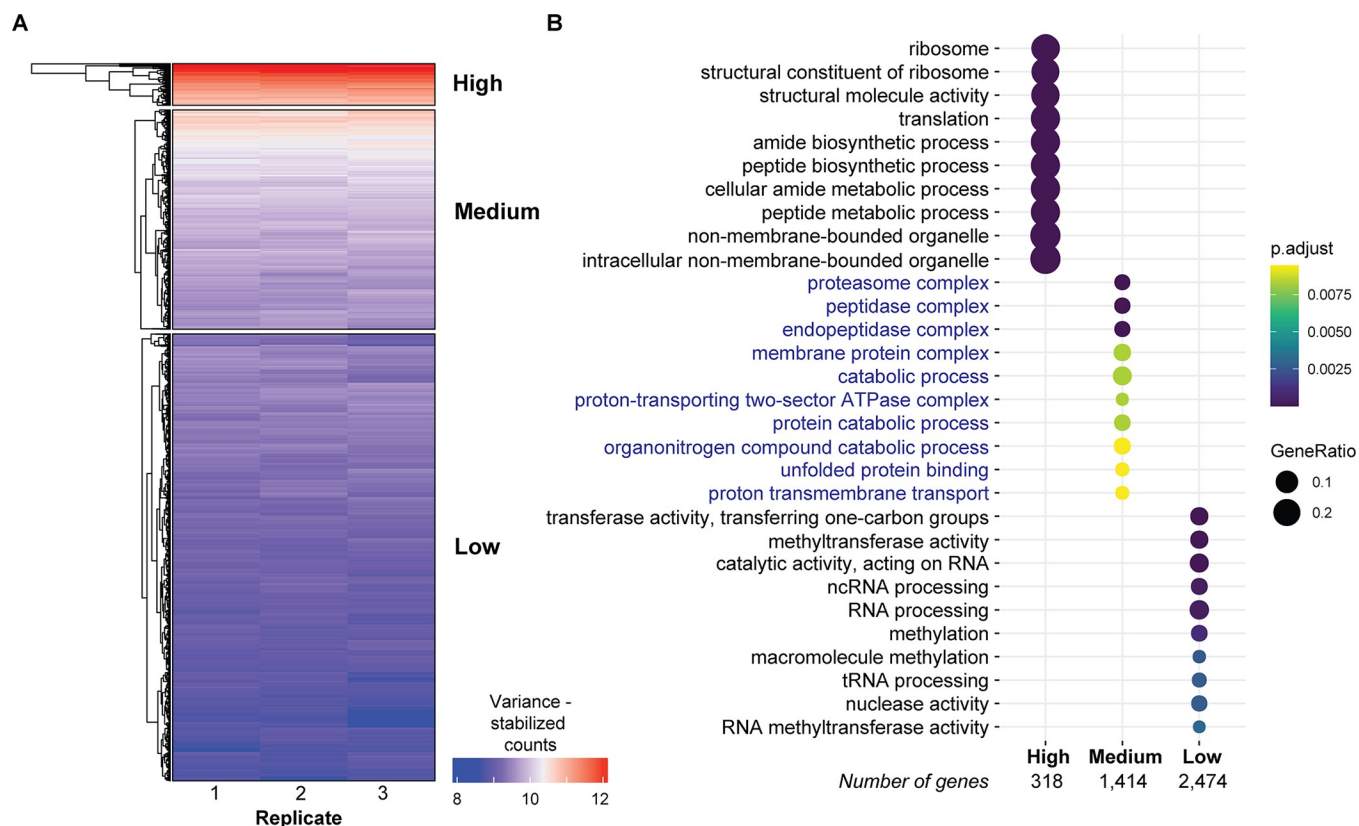 A
High
Medium
Low
Variance -
stabilized
counts
8 10 12
1 2 3
Replicate
B
ribosome
structural constituent of ribosome
structural molecule activity
translation
amide biosynthetic process
peptide biosynthetic process
cellular amide metabolic process
peptide metabolic process
non-membrane-bounded organelle
intracellular non-membrane-bounded organelle
proteasome complex
peptidase complex
endopeptidase complex
membrane protein complex
catabolic process
proton-transporting two-sector ATPase complex
protein catabolic process
organonitrogen compound catabolic process
unfolded protein binding
proton transmembrane transport
transferase activity, transferring one-carbon groups
methyltransferase activity
catalytic activity, acting on RNA
ncRNA processing
RNA processing
methylation
macromolecule methylation
tRNA processing
nuclease activity
RNA methyltransferase activity
High Medium Low
Number of genes 318 1,414 2,474
p.adjust
0.0075
0.0050
0.0025
GeneRatio
0.1
0.2